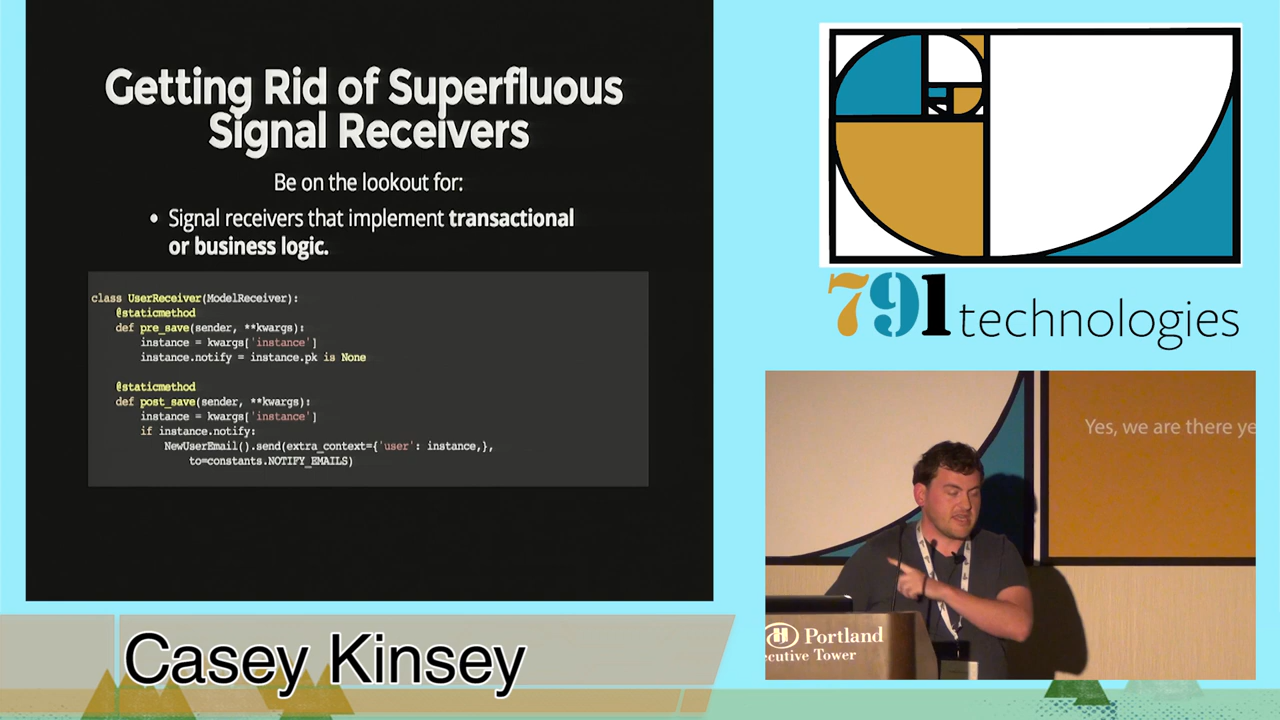 Getting Rid of Superfluous
Signal Receivers
Be on the lookout for:
• Signal receivers that implement transactional
or business logic.
class UserReceiver(ModelReceiver):
@staticmethod
def pre_save(sender, **kwargs):
instance = kwargs['instance']
instance.notify = instance.pk is None
@staticmethod
def post_save(sender, **kwargs):
instance = kwargs['instance']
if instance.notify:
NewUserEmail().send(extra_context={'user': instance,},
to=constants.NOTIFY_EMAILS)
791 technologies
Yes, we are there ye
H Portland
ecutive Tower
Casey Kinsey